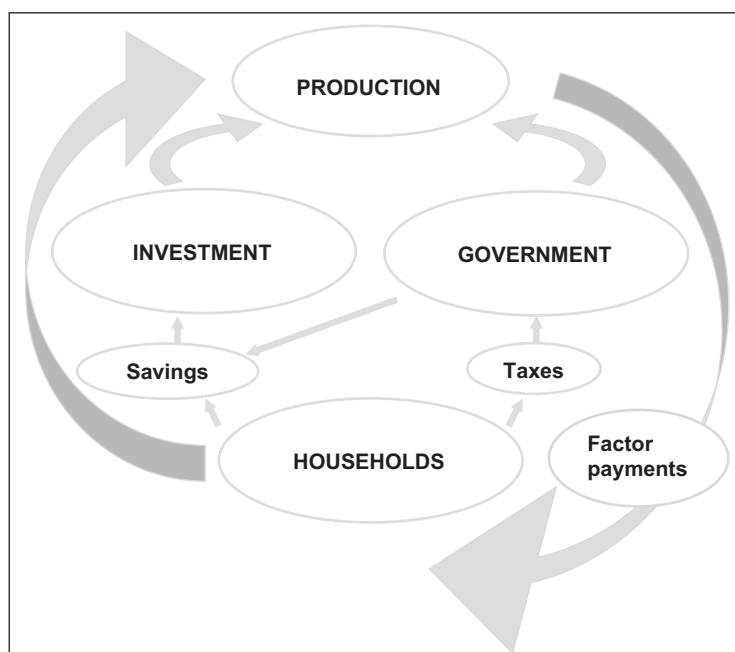 PRODUCTION
INVESTMENT
GOVERNMENT
Savings
Taxes
HOUSEHOLDS
Factor
payments